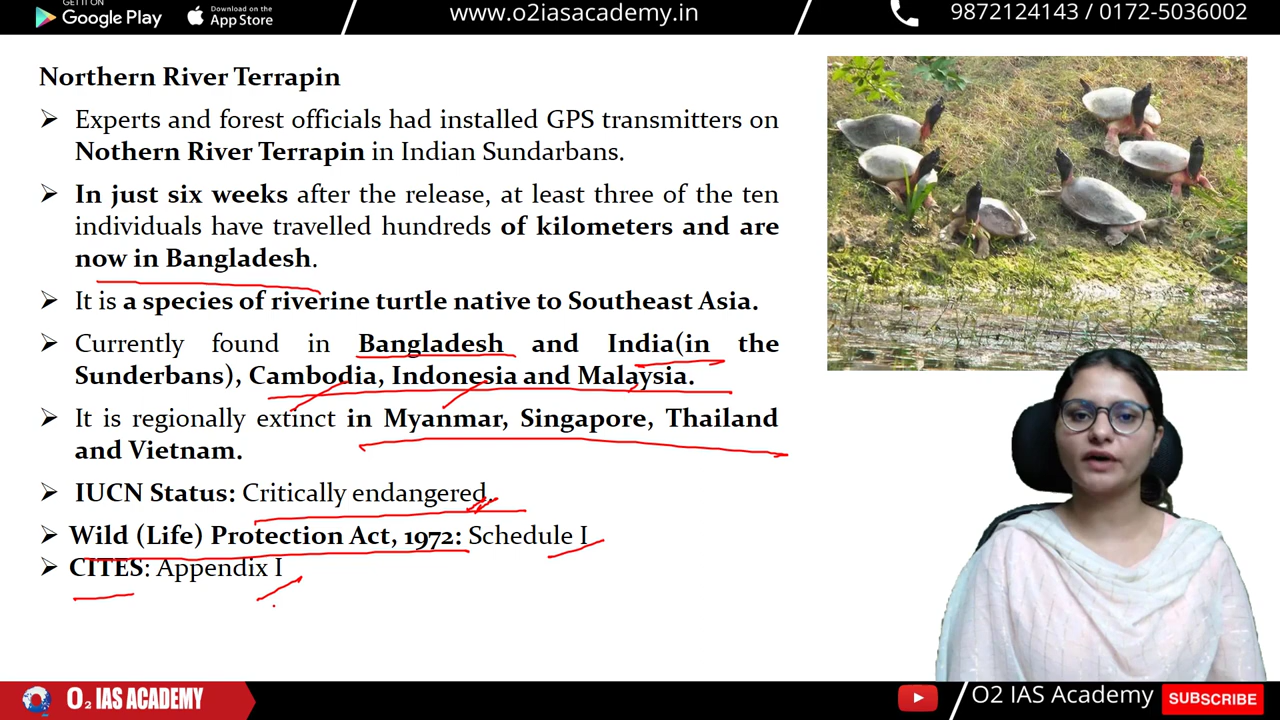 GET IT ON
Google Play
Download on the
App Store
www.o2iasacademy.in
9872124143 / 0172-5036002
Northern River Terrapin
➢ Experts and forest officials had installed GPS transmitters on
Nothern River Terrapin in Indian Sundarbans.
➢ In just six weeks after the release, at least three of the ten
individuals have travelled hundreds of kilometers and are
now in Bangladesh.
➢ It is a species of riverine turtle native to Southeast Asia.
➢ Currently found in Bangladesh and India(in the
Sunderbans), Cambodia, Indonesia and Malaysia.
➢ It is regionally extinct in Myanmar, Singapore, Thailand
and Vietnam.
➢ IUCN Status: Critically endangered.
➢ Wild (Life) Protection Act, 1972: Schedule I
➢ CITES: Appendix I
O₂ IAS ACADEMY
O2 IAS Academy
SUBSCRIBE